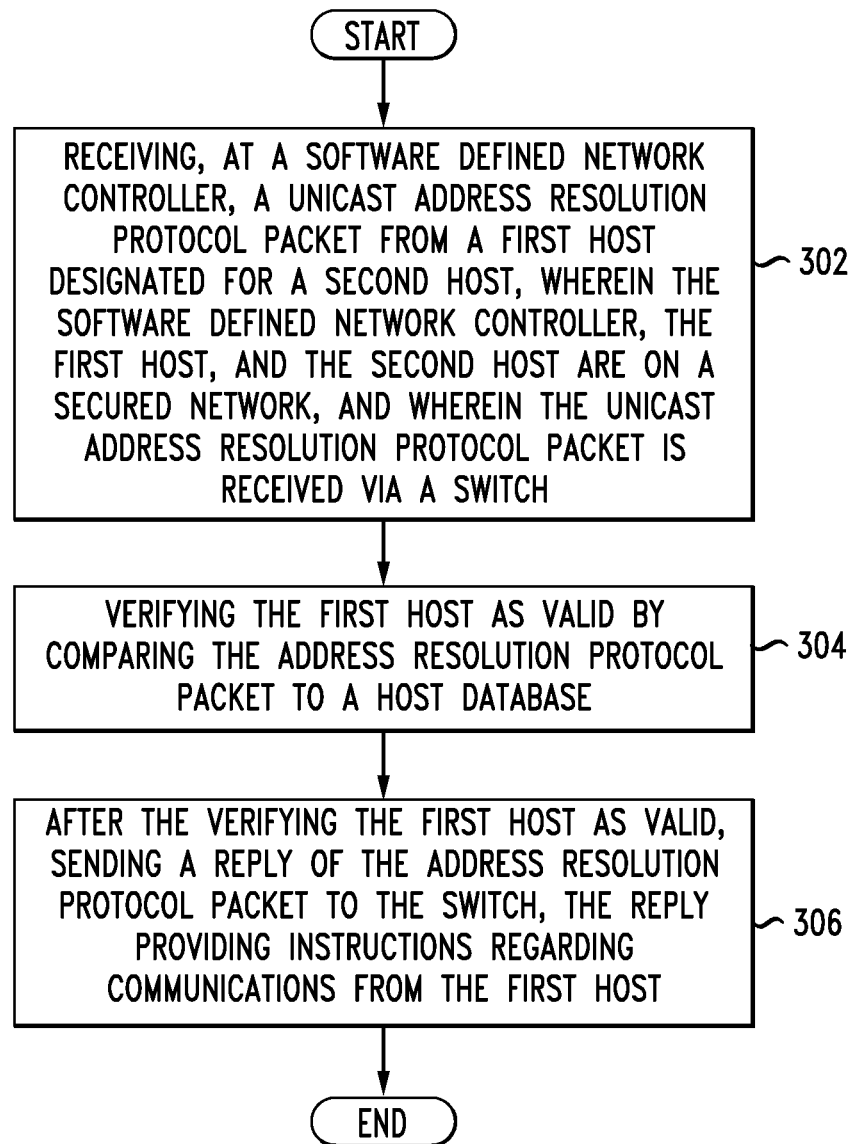 START
RECEIVING, AT A SOFTWARE DEFINED NETWORK
CONTROLLER, A UNICAST ADDRESS RESOLUTION
PROTOCOL PACKET FROM A FIRST HOST
DESIGNATED FOR A SECOND HOST, WHEREIN THE
SOFTWARE DEFINED NETWORK CONTROLLER, THE
FIRST HOST, AND THE SECOND HOST ARE ON A
SECURED NETWORK, AND WHEREIN THE UNICAST
ADDRESS RESOLUTION PROTOCOL PACKET IS
RECEIVED VIA A SWITCH
302
VERIFYING THE FIRST HOST AS VALID BY
COMPARING THE ADDRESS RESOLUTION PROTOCOL
PACKET TO A HOST DATABASE
304
AFTER THE VERIFYING THE FIRST HOST AS VALID,
SENDING A REPLY OF THE ADDRESS RESOLUTION
PROTOCOL PACKET TO THE SWITCH, THE REPLY
PROVIDING INSTRUCTIONS REGARDING
COMMUNICATIONS FROM THE FIRST HOST
306
END